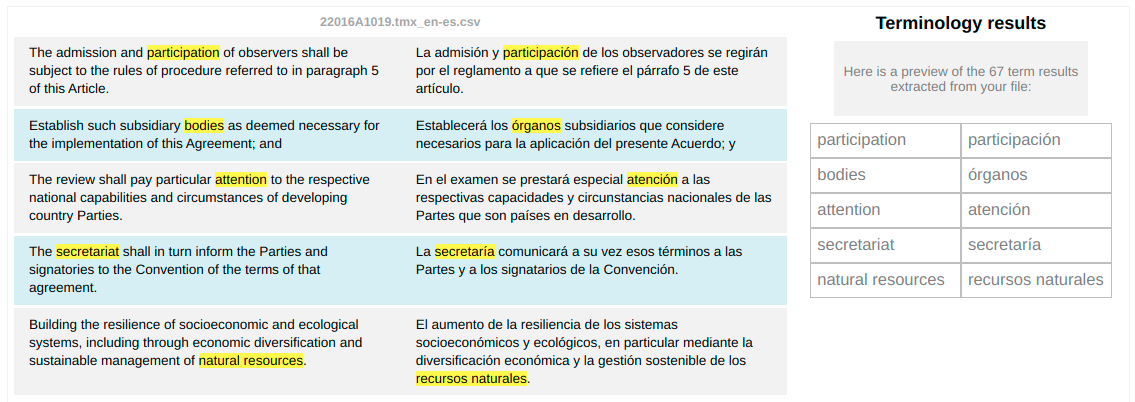 22016A1019.tmx_en-es.csv
The admission and participation of observers shall be
subject to the rules of procedure referred to in paragraph 5
of this Article.
La admisión y participación de los observadores se regirán
por el reglamento a que se refiere el párrafo 5 de este
artículo.
Establish such subsidiary bodies as deemed necessary for
the implementation of this Agreement; and
Establecerá los órganos subsidiarios que considere
necesarios para la aplicación del presente Acuerdo; y
The review shall pay particular attention to the respective
national capabilities and circumstances of developing
country Parties.
En el examen se prestará especial atención a las
respectivas capacidades y circunstancias nacionales de las
Partes que son países en desarrollo.
The secretariat shall in turn inform the Parties and
signatories to the Convention of the terms of that
agreement.
La secretaría comunicará a su vez esos términos a las
Partes y a los signatarios de la Convención.
Building the resilience of socioeconomic and ecological
systems, including through economic diversification and
sustainable management of natural resources.
El aumento de la resiliencia de los sistemas
socioeconómicos y ecológicos, en particular mediante la
diversificación económica y la gestión sostenible de los
recursos naturales.
Terminology results
Here is a preview of the 67 term results
extracted from your file:
participation participación
bodies órganos
attention atención
secretariat secretaría
natural resources recursos naturales